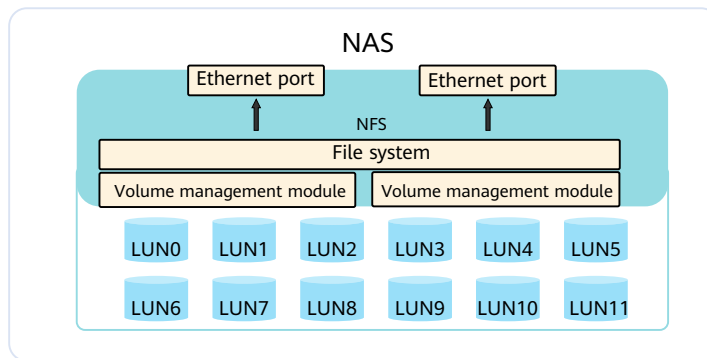 NAS
Ethernet port
Ethernet port
NFS
File system
Volume management module
Volume management module
LUN0 LUN1 LUN2 LUN3 LUN4 LUN5
LUN6 LUN7 LUN8 LUN9 LUN10 LUN11